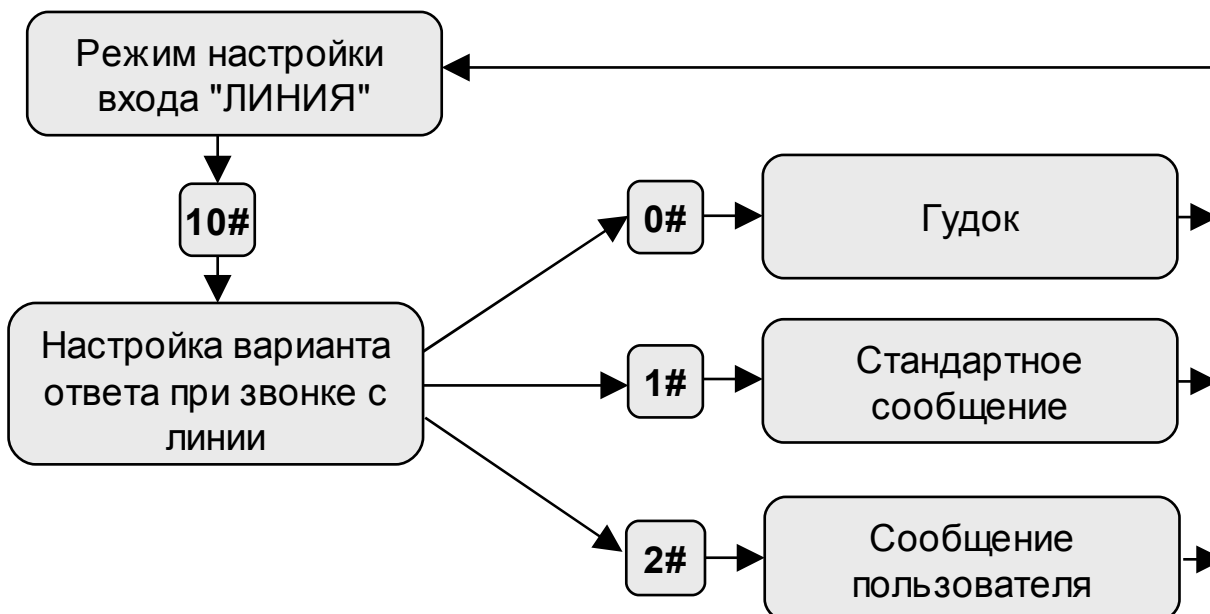 Режим настройки
входа "ЛИНИЯ"
10#
Настройка варианта
ответа при звонке с
линии
0#
Гудок
1#
Стандартное
сообщение
2#
Сообщение
пользователя